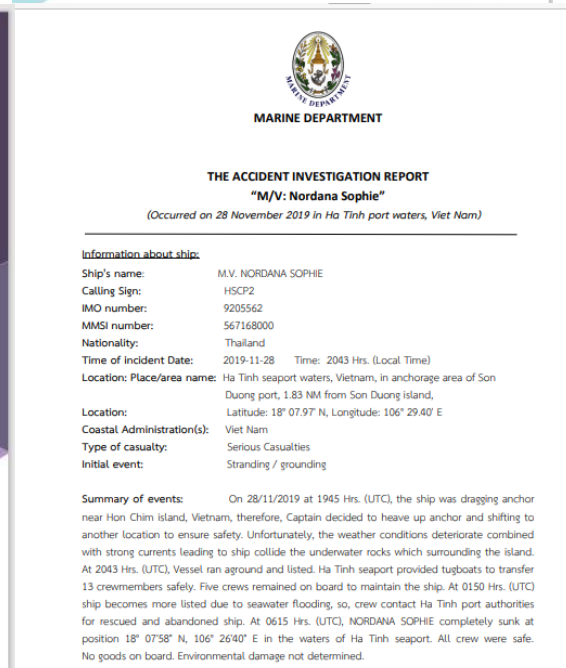 MARINE DEPARTMENT
MARINE DEPARTMENT
THE ACCIDENT INVESTIGATION REPORT
"M/V: Nordana Sophie"
(Occurred on 28 November 2019 in Ha Tinh port waters, Viet Nam)
Information about ship:
Ship's name: M.V. NORDANA SOPHIE
Calling Sign: HSCP2
IMO number: 9205562
MMSI number: 567168000
Nationality: Thailand
Time of incident Date: 2019-11-28 Time: 2043 Hrs. (Local Time)
Location: Place/area name: Ha Tinh seaport waters, Vietnam, in anchorage area of Son
Duong port, 1.83 NM from Son Duong island,
Location: Latitude: 18° 07.97' N, Longitude: 106° 29.40' E
Coastal Administration(s): Viet Nam
Type of casualty: Serious Casualties
Initial event: Stranding / grounding
Summary of events: On 28/11/2019 at 1945 Hrs. (UTC), the ship was dragging anchor
near Hon Chim island, Vietnam, therefore, Captain decided to heave up anchor and shifting to
another location to ensure safety. Unfortunately, the weather conditions deteriorate combined
with strong currents leading to ship collide the underwater rocks which surrounding the island.
At 2043 Hrs. (UTC), Vessel ran aground and listed. Ha Tinh seaport provided tugboats to transfer
13 crewmembers safely. Five crews remained on board to maintain the ship. At 0150 Hrs. (UTC)
ship becomes more listed due to seawater flooding, so, crew contact Ha Tinh port authorities
for rescued and abandoned ship. At 0615 Hrs. (UTC), NORDANA SOPHIE completely sunk at
position 18° 07'58" N, 106° 26'40" E in the waters of Ha Tinh seaport. All crew were safe.
No goods on board. Environmental damage not determined.